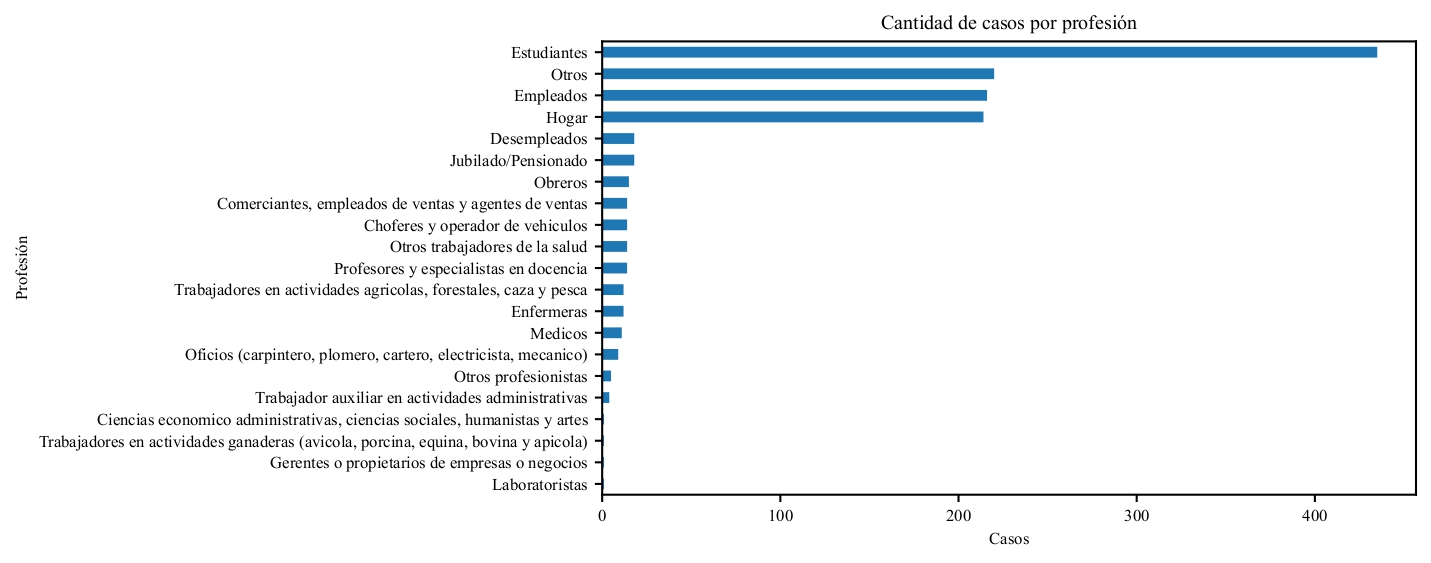 Cantidad de casos por profesión
Profesión
Estudiantes
Otros
Empleados
Hogar
Desempleados
Jubilado/Pensionado
Obreros
Comerciantes, empleados de ventas y agentes de ventas
Choferes y operador de vehiculos
Otros trabajadores de la salud
Profesores y especialistas en docencia
Trabajadores en actividades agricolas, forestales, caza y pesca
Enfermeras
Medicos
Oficios (carpintero, plomero, cartero, electricista, mecanico)
Otros profesionistas
Trabajador auxiliar en actividades administrativas
Ciencias economico administrativas, ciencias sociales, humanistas y artes
Trabajadores en actividades ganaderas (avicola, porcina, equina, bovina y apicola)
Gerentes o propietarios de empresas o negocios
Laboratoristas
0 100 200 300 400
Casos